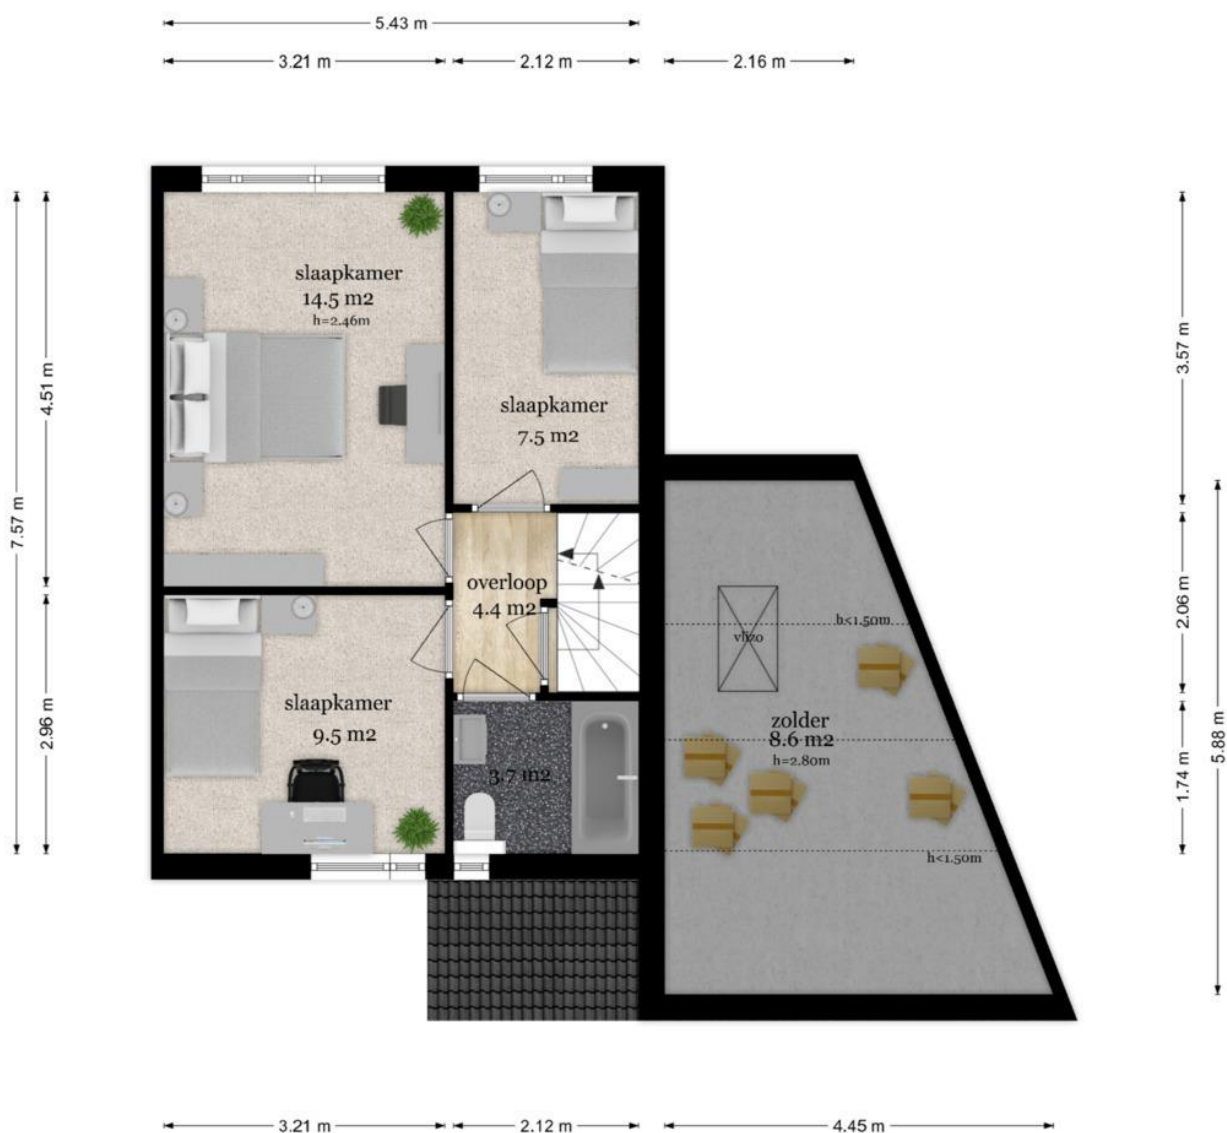 5.43 m
3.21 m
2.12 m
2.16 m
7.57 m
4.51 m
2.96 m
slaapkamer
14.5 m2
h=2.46m
slaapkamer
7.5 m2
overloop
4.4 m2
slaapkamer
9.5 m2
3.7 m2
h<1.50m
vlizo
zolder
8.6 m2
h=2.80m
h<1.50m
3.57 m
2.06 m
1.74 m
5.88 m
3.21 m
2.12 m
4.45 m